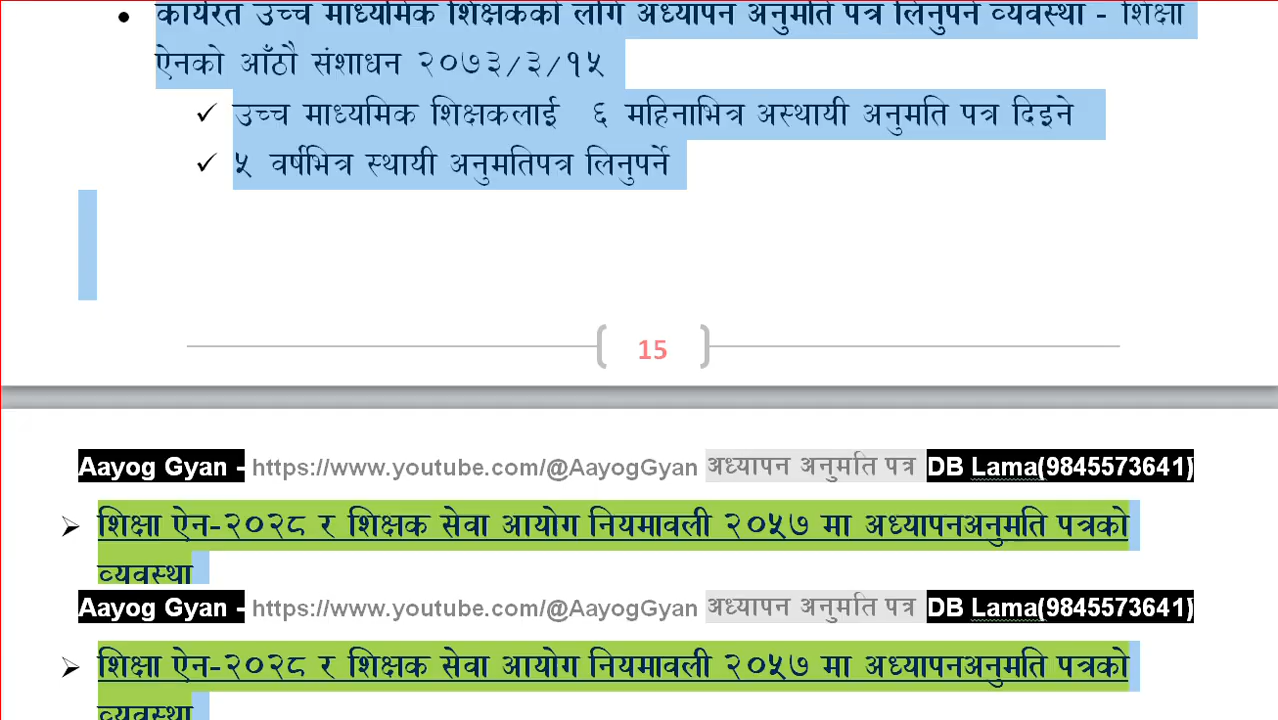 कार्यरत उच्च माध्यमिक शिक्षकको लागि अध्यापन अनुमति पत्र लिनुपर्ने व्यवस्था - शिक्षा
ऐनको आँठौ संशाधन २०७३/३/१५
✓ उच्च माध्यमिक शिक्षकलाई ६ महिनाभित्र अस्थायी अनुमति पत्र दिइने
✓ ५ वर्षभित्र स्थायी अनुमतिपत्र लिनुपर्ने
15
Aayog Gyan - https://www.youtube.com/@AayogGyan अध्यापन अनुमति पत्र DB Lama(9845573641)
➢ शिक्षा ऐन-२०२८ र शिक्षक सेवा आयोग नियमावली २०५७ मा अध्यापनअनुमति पत्रको
व्यवस्था
Aayog Gyan - https://www.youtube.com/@AayogGyan अध्यापन अनुमति पत्र DB Lama(9845573641)
➢ शिक्षा ऐन-२०२८ र शिक्षक सेवा आयोग नियमावली २०५७ मा अध्यापनअनुमति पत्रको
व्यवस्था